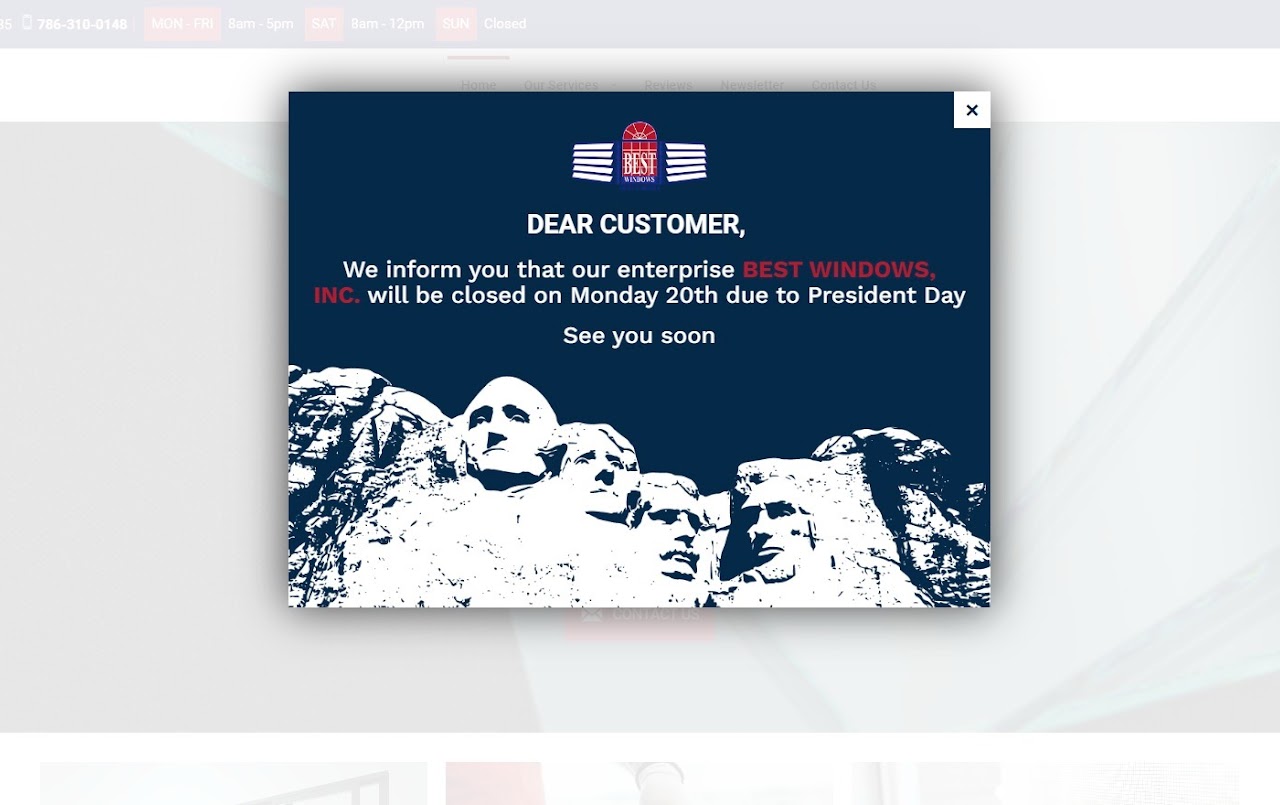 35 786-310-0148 MON - FRI 8am - 5pm SAT 8am - 12pm SUN Closed
Home Our Services Reviews Newsletter Contact Us
×
BEST
WINDOWS
DEAR CUSTOMER,
We inform you that our enterprise BEST WINDOWS,
INC. will be closed on Monday 20th due to President Day
See you soon
CONTACT US